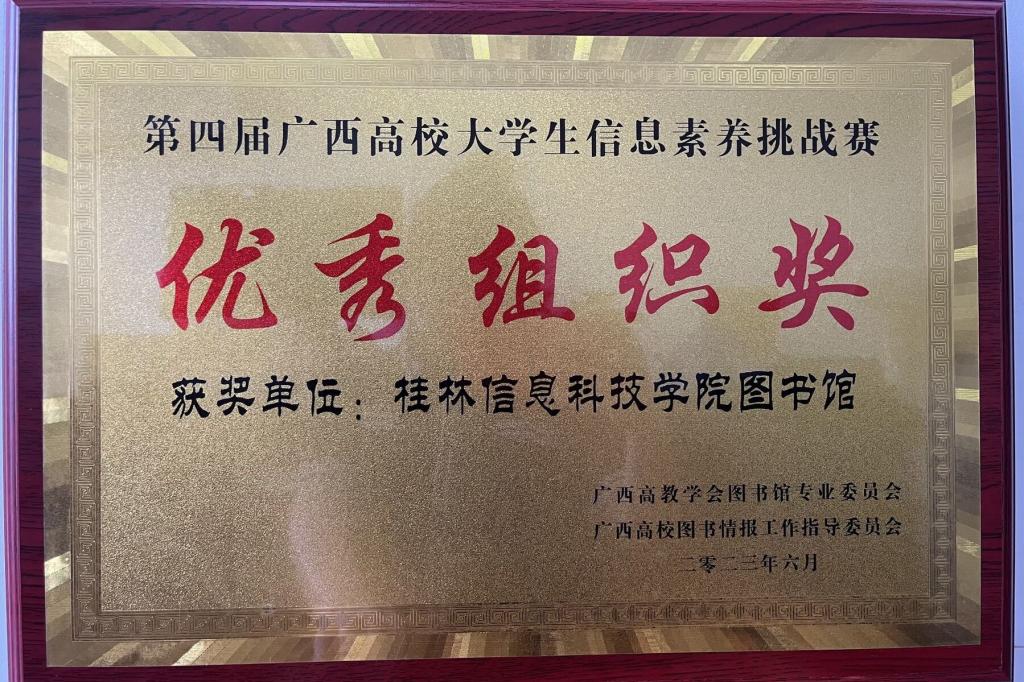 第四届广西高校大学生信息素养挑战赛
优秀组织奖
获奖单位：桂林信息科技学院图书馆
广西高教学会图书馆专业委员会
广西高校图书情报工作指导委员会
二零二三年六月